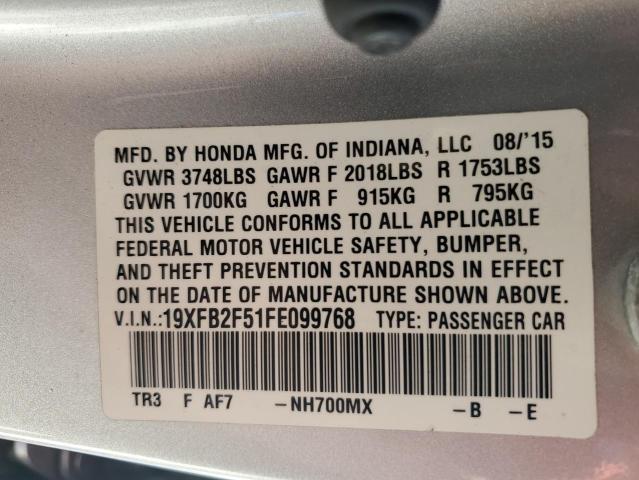 MFD. BY HONDA MFG. OF INDIANA, LLC 08/'15
GVWR 3748LBS GAWR F 2018LBS R 1753LBS
GVWR 1700KG GAWR F 915KG R 795KG
THIS VEHICLE CONFORMS TO ALL APPLICABLE
FEDERAL MOTOR VEHICLE SAFETY, BUMPER,
AND THEFT PREVENTION STANDARDS IN EFFECT
ON THE DATE OF MANUFACTURE SHOWN ABOVE.
V.I.N.:19XFB2F51FE099768 TYPE: PASSENGER CAR
TR3 F AF7 -NH700MX -B -E